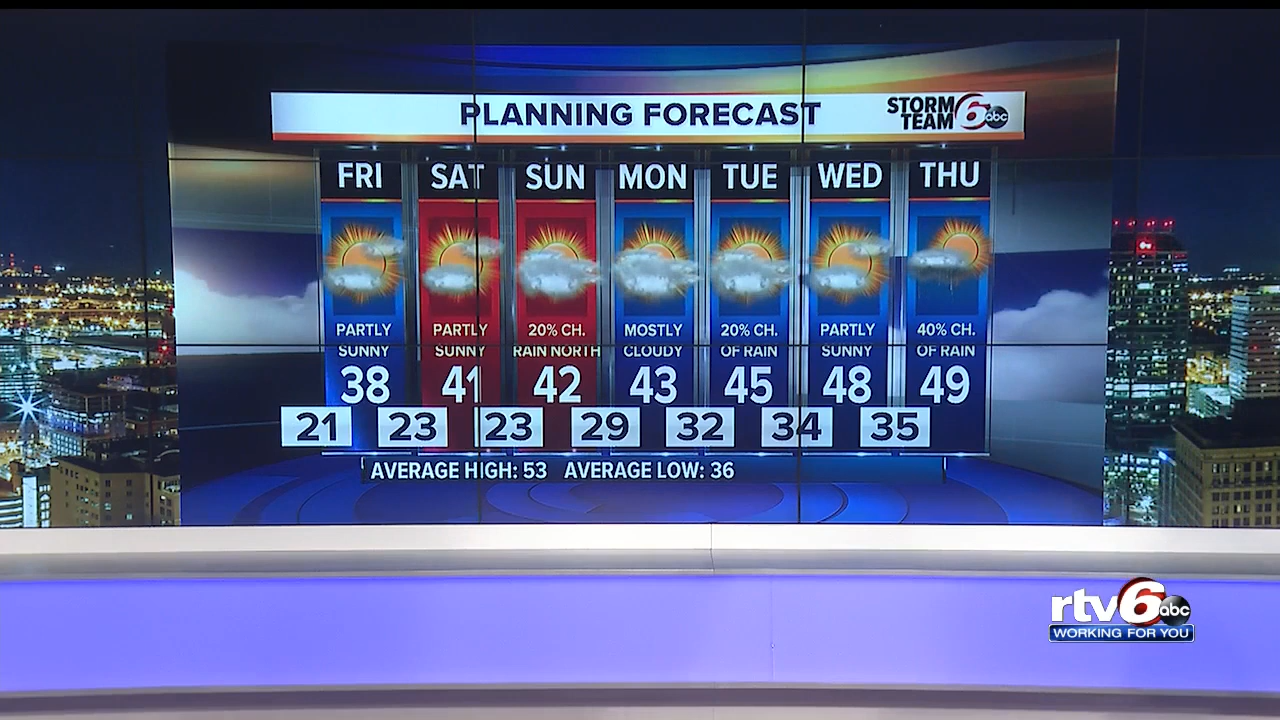 PLANNING FORECAST
STORM
TEAM 6 abc
FRI SAT SUN MON TUE WED THU
PARTLY PARTLY 20% CH. MOSTLY 20% CH. PARTLY 40% CH.
SUNNY SUNNY RAIN NORTH CLOUDY OF RAIN SUNNY OF RAIN
38 41 42 43 45 48 49
21 23 23 29 32 34 35
AVERAGE HIGH: 53 AVERAGE LOW: 36
rtv6 abc
WORKING FOR YOU